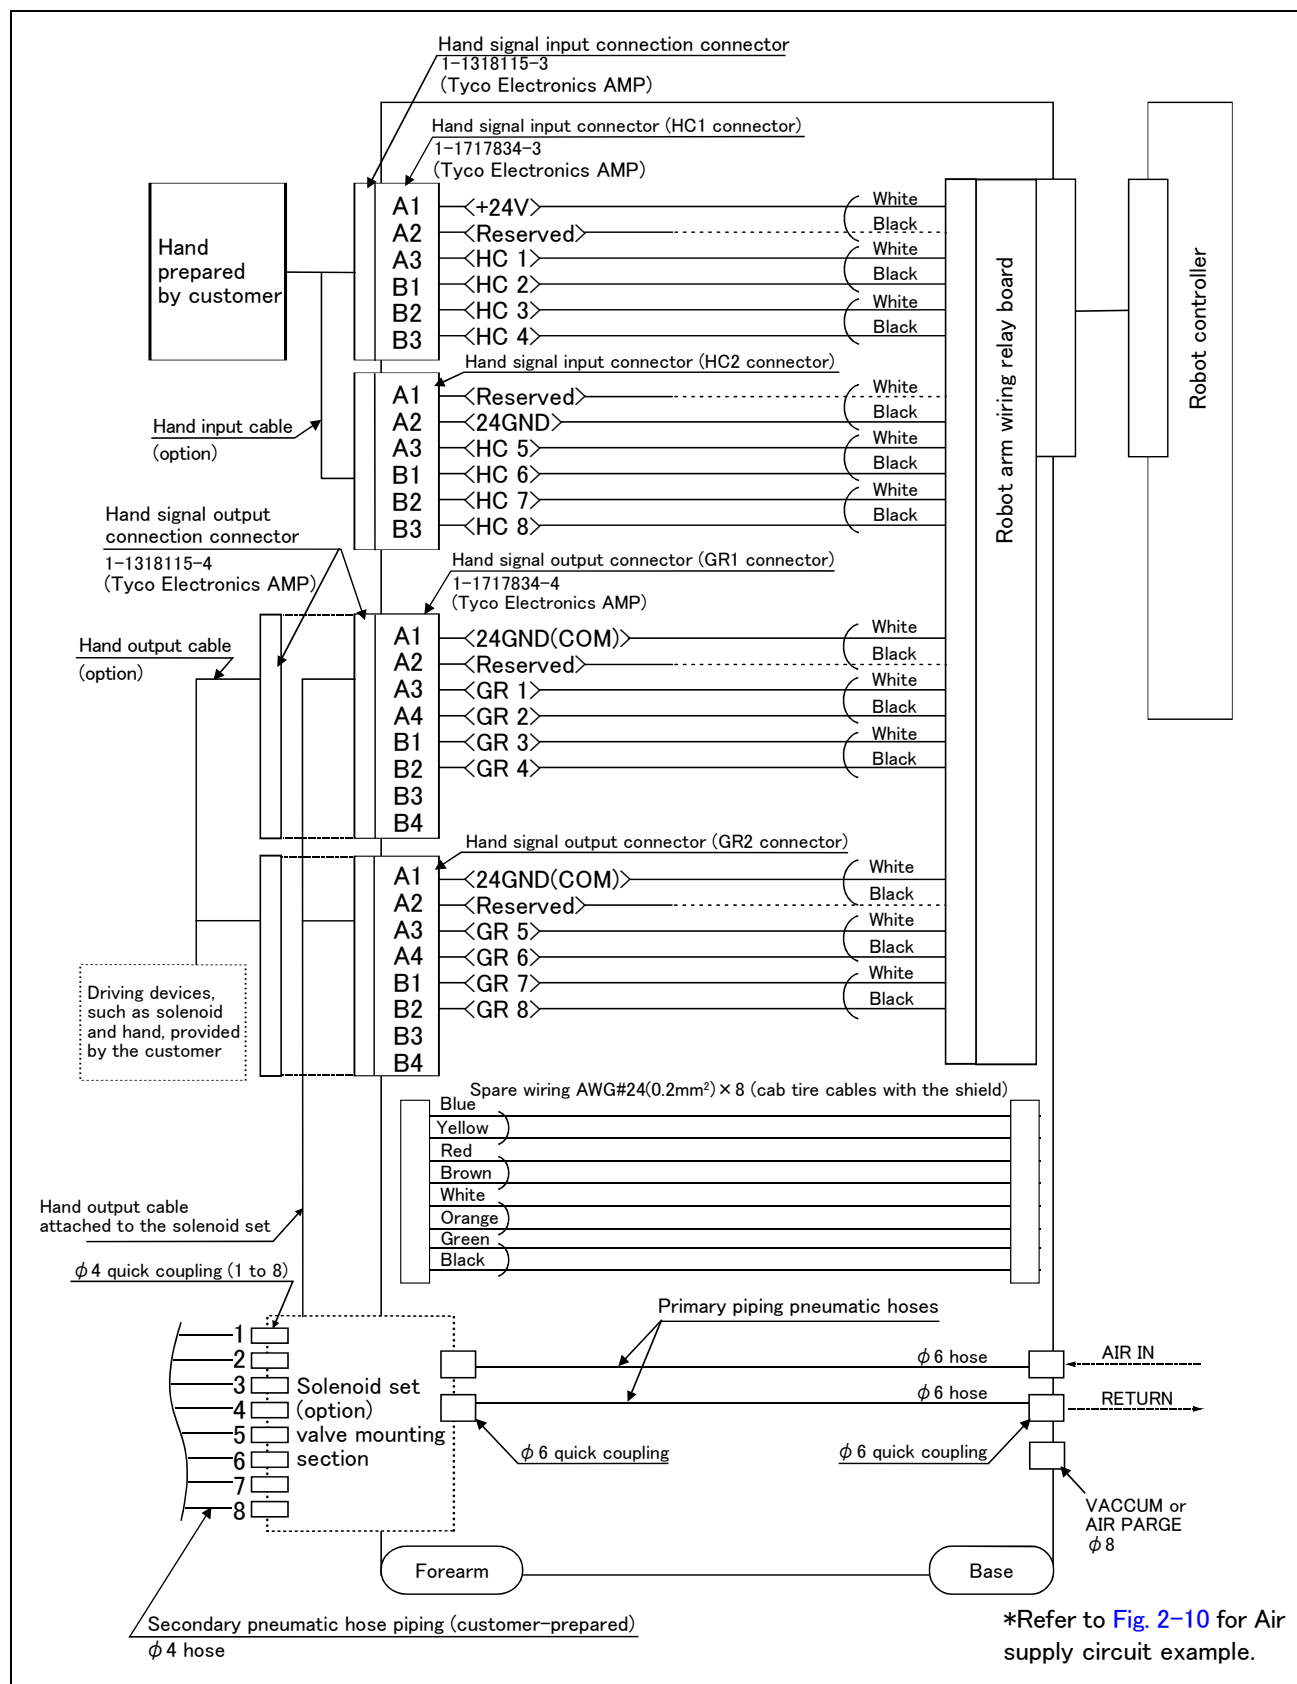 Hand signal input connection connector
1-1318115-3
(Tyco Electronics AMP)
Hand signal input connector (HC1 connector)
1-1717834-3
(Tyco Electronics AMP)
Hand
prepared
by customer
A1 <+24V> White
A2 <Reserved> Black
A3 <HC 1> White
B1 <HC 2> Black
B2 <HC 3> White
B3 <HC 4> Black
Robot arm wiring relay board
Robot controller
Hand signal input connector (HC2 connector)
A1 <Reserved> White
A2 <24GND> Black
A3 <HC 5> White
B1 <HC 6> Black
B2 <HC 7> White
B3 <HC 8> Black
Hand input cable
(option)
Hand signal output
connection connector
1-1318115-4
(Tyco Electronics AMP)
Hand signal output connector (GR1 connector)
1-1717834-4
(Tyco Electronics AMP)
A1 <24GND(COM)> White
A2 <Reserved> Black
A3 <GR 1> White
A4 <GR 2> Black
B1 <GR 3> White
B2 <GR 4> Black
B3
B4
Hand output cable
(option)
Hand signal output connector (GR2 connector)
A1 <24GND(COM)> White
A2 <Reserved> Black
A3 <GR 5> White
A4 <GR 6> Black
B1 <GR 7> White
B2 <GR 8> Black
B3
B4
Driving devices,
such as solenoid
and hand, provided
by the customer
Spare wiring AWG#24(0.2mm²)×8 (cab tire cables with the shield)
Blue
Yellow
Red
Brown
White
Orange
Green
Black
Hand output cable
attached to the solenoid set
φ4 quick coupling (1 to 8)
1
2
3
4
5
6
7
8
Solenoid set
(option)
valve mounting
section
Primary piping pneumatic hoses
φ6 hose
AIR IN
φ6 hose
RETURN
φ6 quick coupling
φ6 quick coupling
VACCUM or
AIR PARGE
φ8
Forearm
Base
Secondary pneumatic hose piping (customer-prepared)
φ4 hose
*Refer to Fig. 2-10 for Air
supply circuit example.